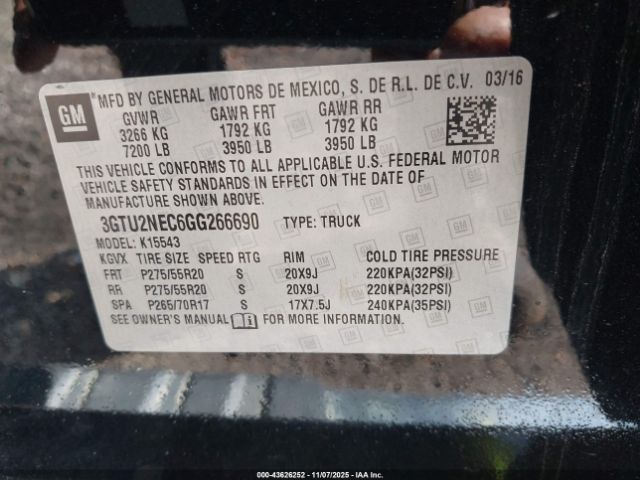 GM
MFD BY GENERAL MOTORS DE MEXICO, S. DE R.L. DE C.V. 03/16
GVWR GAWR FRT GAWR RR
3266 KG 1792 KG 1792 KG
7200 LB 3950 LB 3950 LB
THIS VEHICLE CONFORMS TO ALL APPLICABLE U.S. FEDERAL MOTOR
VEHICLE SAFETY STANDARDS IN EFFECT ON THE DATE OF
MANUFACTURE SHOWN ABOVE.
3GTU2NEC6GG266690 TYPE: TRUCK
MODEL: K15543
KGVX TIRE SIZE SPEED RTG RIM COLD TIRE PRESSURE
FRT P275/55R20 S 20X9J 220KPA(32PSI)
RR P275/55R20 S 20X9J 220KPA(32PSI)
SPA P265/70R17 S 17X7.5J 240KPA(35PSI)
SEE OWNER'S MANUAL FOR MORE INFORMATION.
000-43626252 - 11/07/2025 - IAAI.COM